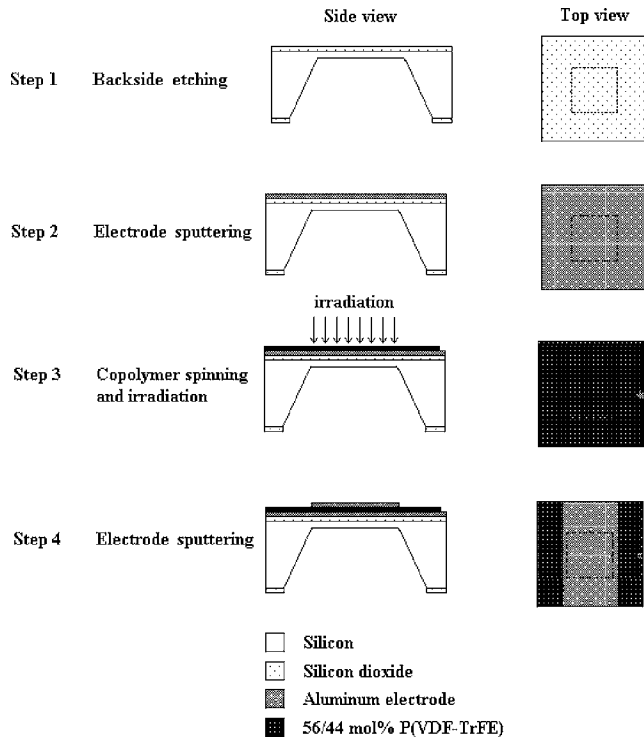 Side view
Top view
Step 1
Backside etching
Step 2
Electrode sputtering
irradiation
Step 3
Copolymer spinning
and irradiation
Step 4
Electrode sputtering
Silicon
Silicon dioxide
Aluminum electrode
56/44 mol% P(VDF-TrFE)